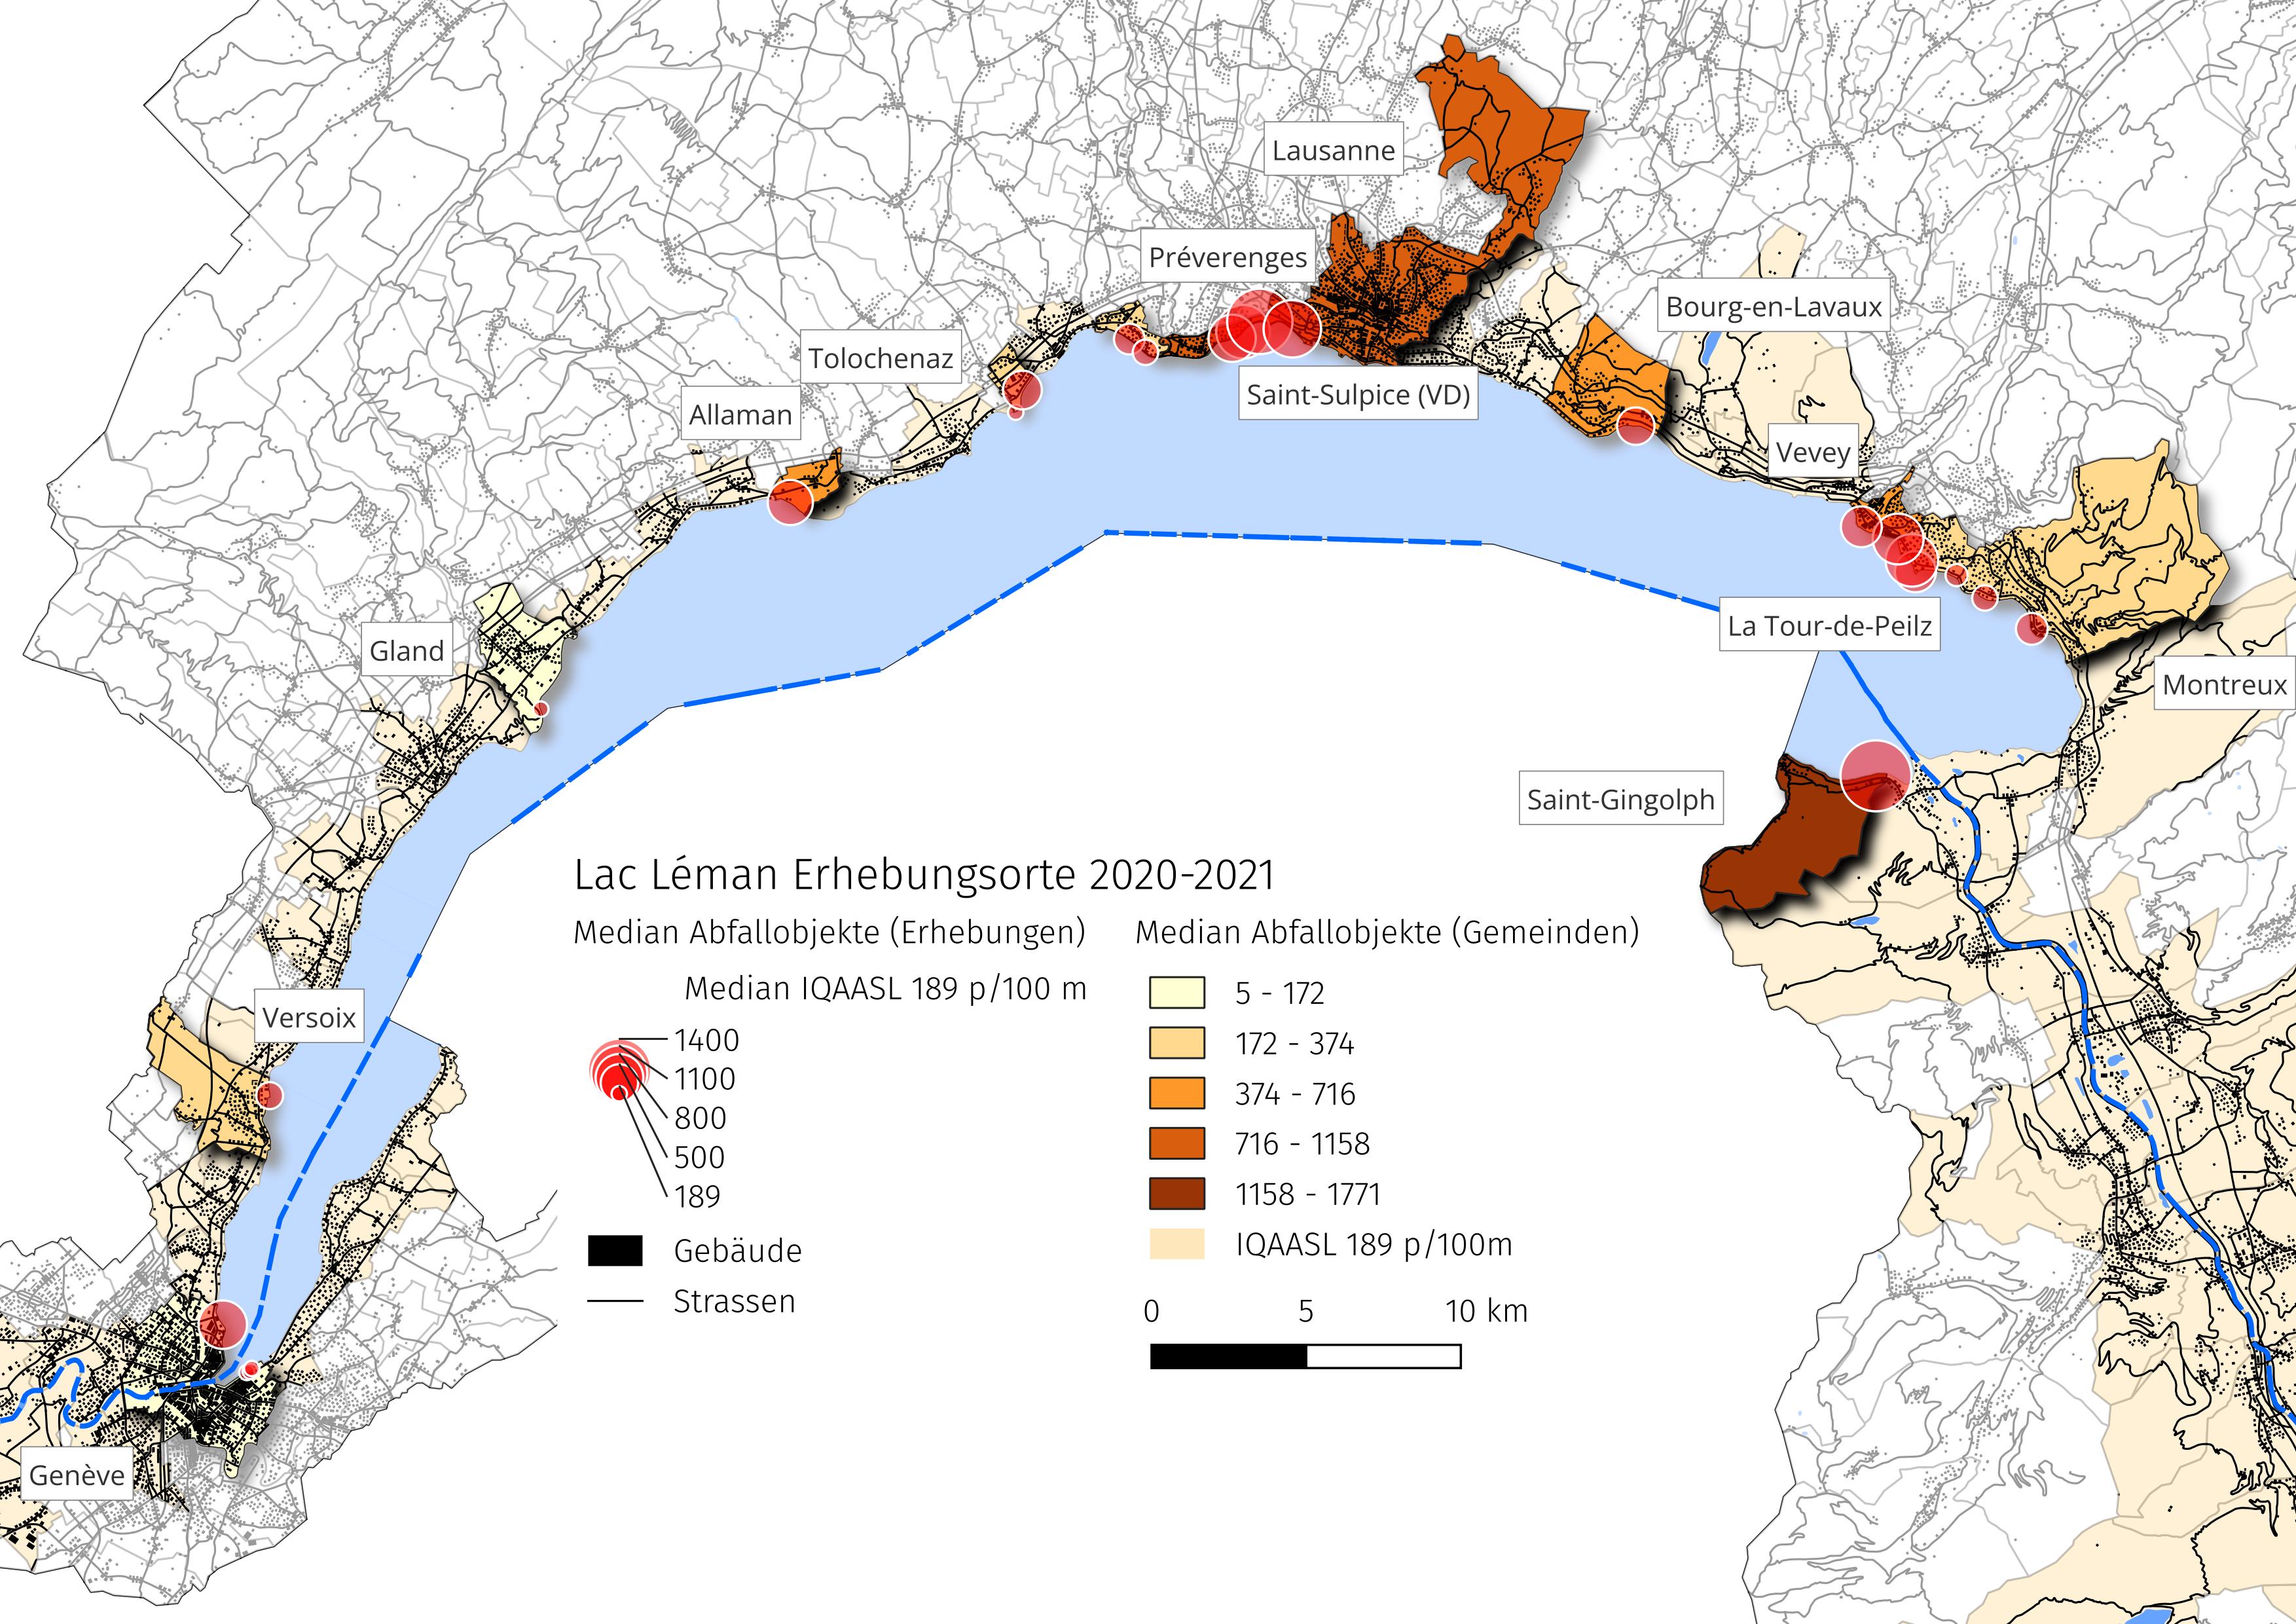 Lausanne
Préverenges
Bourg-en-Lavaux
Tolochenaz
Allaman
Saint-Sulpice (VD)
Vevey
Gland
La Tour-de-Peilz
Montreux
Saint-Gingolph
Versoix
Genève
Lac Léman Erhebungsorte 2020-2021
Median Abfallobjekte (Erhebungen)
Median IQAASL 189 p/100 m
1400
1100
800
500
189
Gebäude
Strassen
Median Abfallobjekte (Gemeinden)
5 - 172
172 - 374
374 - 716
716 - 1158
1158 - 1771
IQAASL 189 p/100m
0 5 10 km